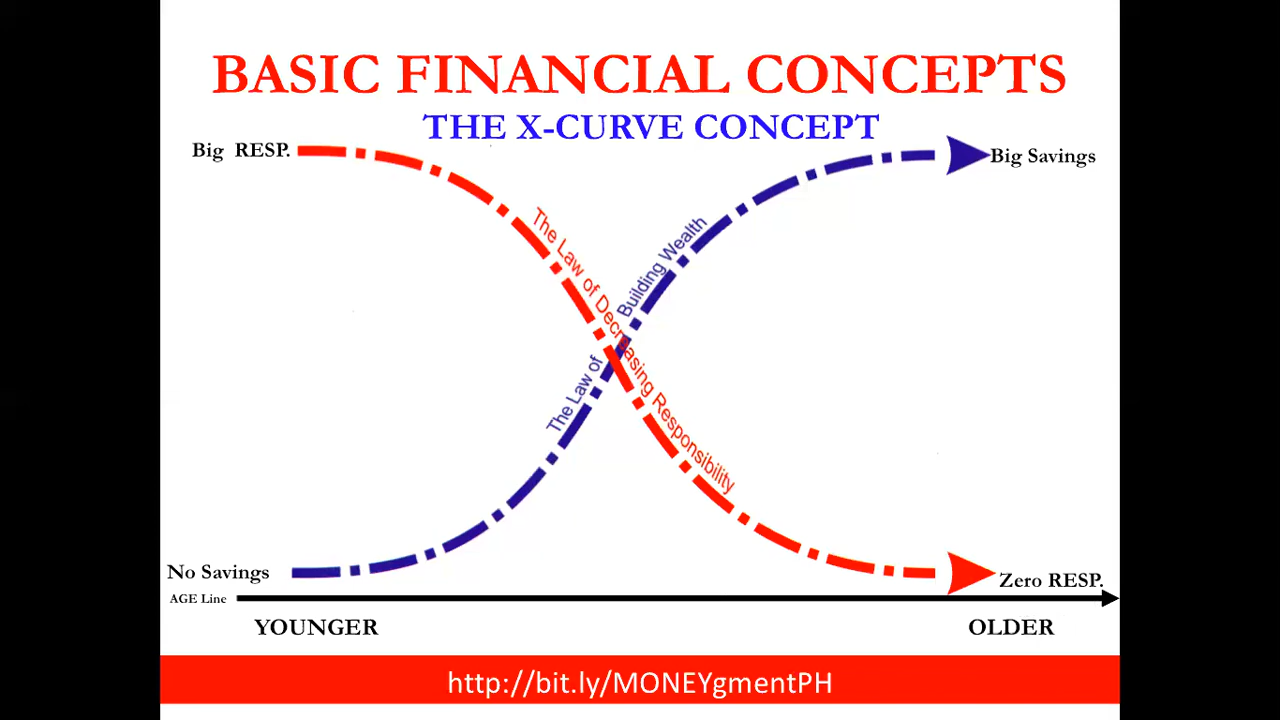 BASIC FINANCIAL CONCEPTS
THE X-CURVE CONCEPT
Big RESP.
Big Savings
The Law of Decreasing Responsibility
The Law of Building Wealth
No Savings
Zero RESP.
AGE Line
YOUNGER
OLDER
http://bit.ly/MONEYgmentPH